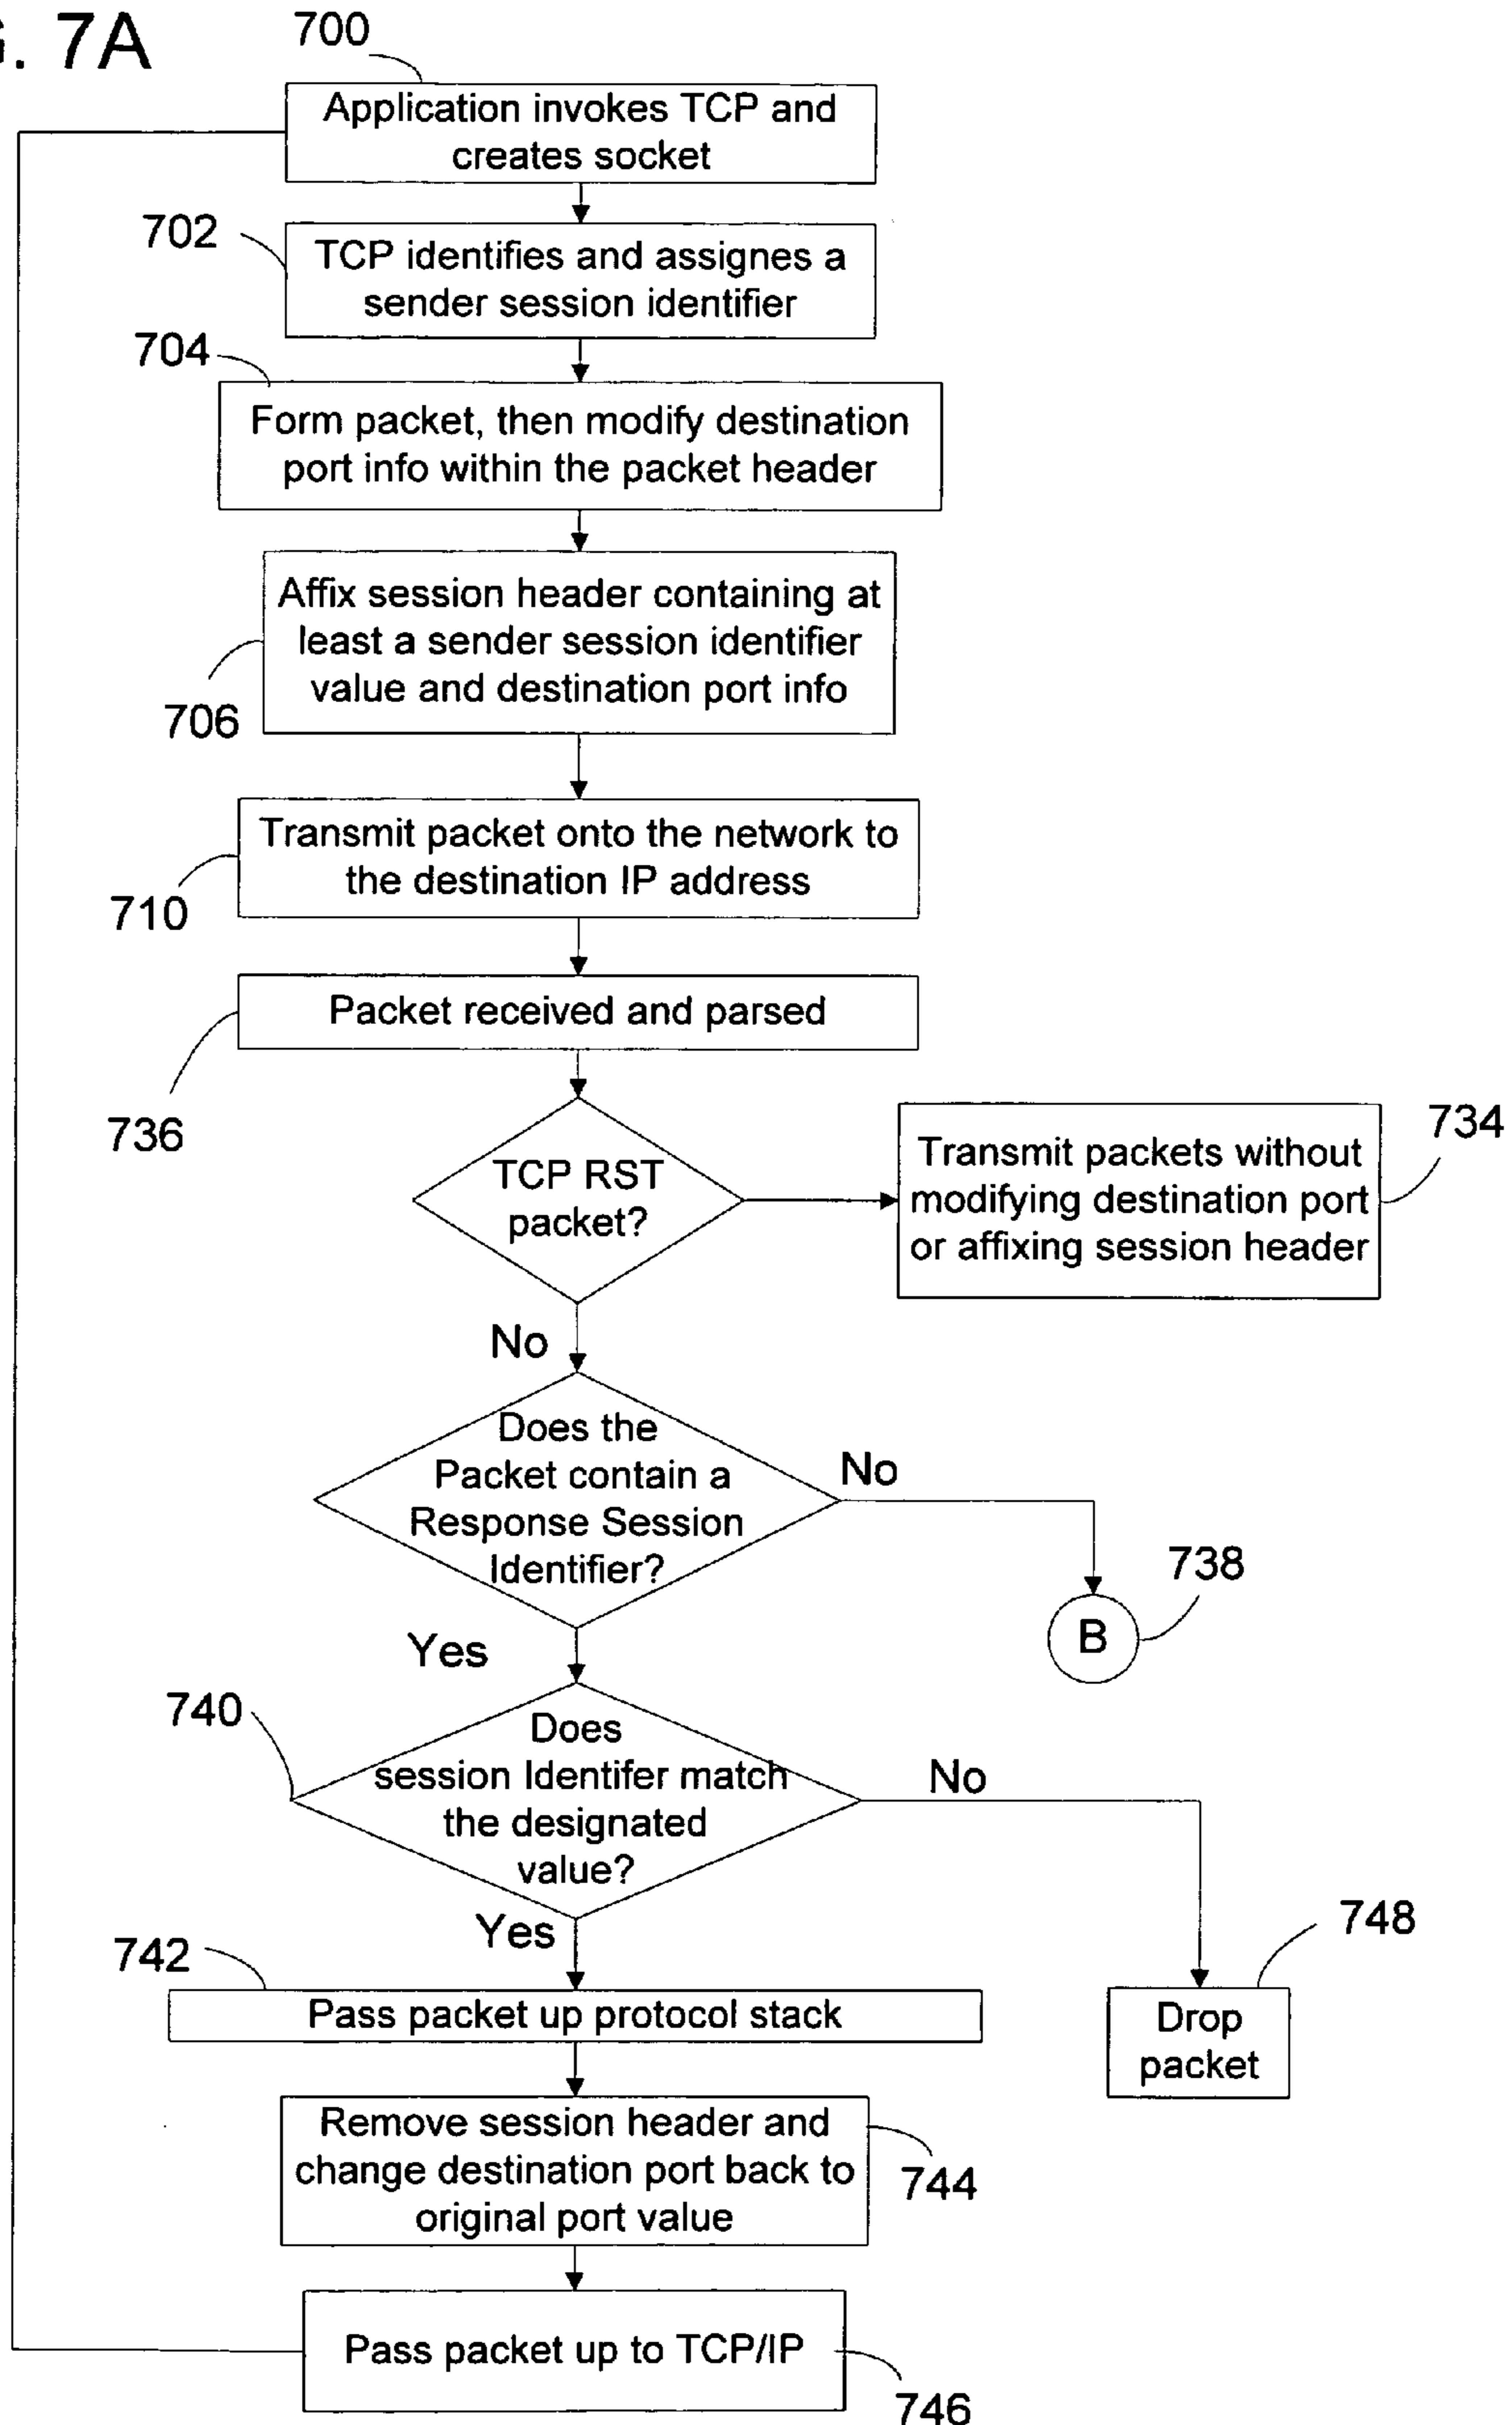 . 7A
700
Application invokes TCP and
creates socket
702
TCP identifies and assignes a
sender session identifier
704
Form packet, then modify destination
port info within the packet header
Affix session header containing at
least a sender session identifier
value and destination port info
706
Transmit packet onto the network to
the destination IP address
710
Packet received and parsed
736
TCP RST
packet?
734
Transmit packets without
modifying destination port
or affixing session header
No
Does the
Packet contain a
Response Session
Identifier?
No
738
B
Yes
740
Does
session Identifer match
the designated
value?
No
Yes
748
742
Pass packet up protocol stack
Drop
packet
Remove session header and
change destination port back to
original port value
744
Pass packet up to TCP/IP
746